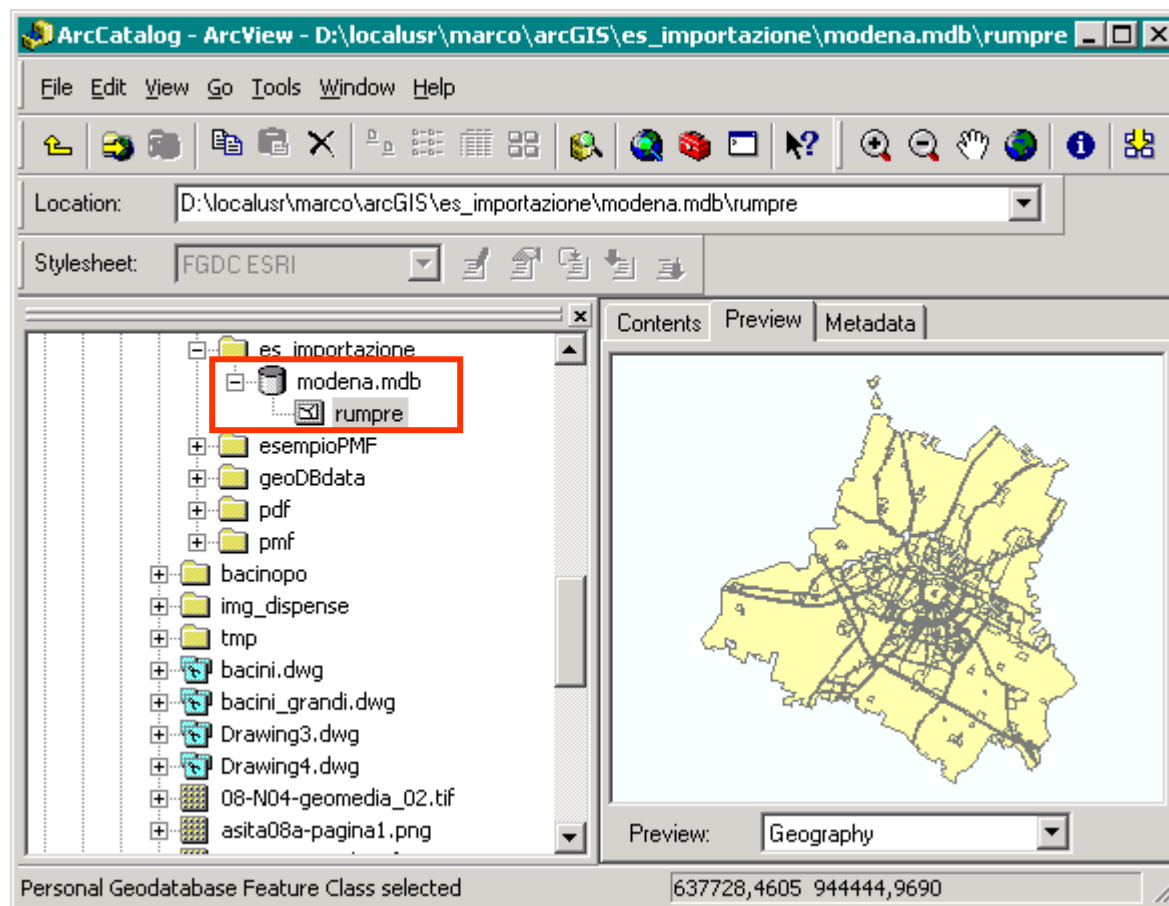 ArcCatalog - ArcView - D:\localusr\marco\arcGIS\es_importazione\modena.mdb\rumpre
File Edit View Go Tools Window Help
Location: D:\localusr\marco\arcGIS\es_importazione\modena.mdb\rumpre
Stylesheet: FGDC ESRI
Contents Preview Metadata
es_importazione
modena.mdb
rumpre
esempioPMF
geoDBdata
pdf
pmf
bacinopo
img_dispense
tmp
bacini.dwg
bacini_grandi.dwg
Drawing3.dwg
Drawing4.dwg
08-N04-geomedia_02.tif
asita08a-pagina1.png
Preview: Geography
Personal Geodatabase Feature Class selected 637728,4605 944444,9690